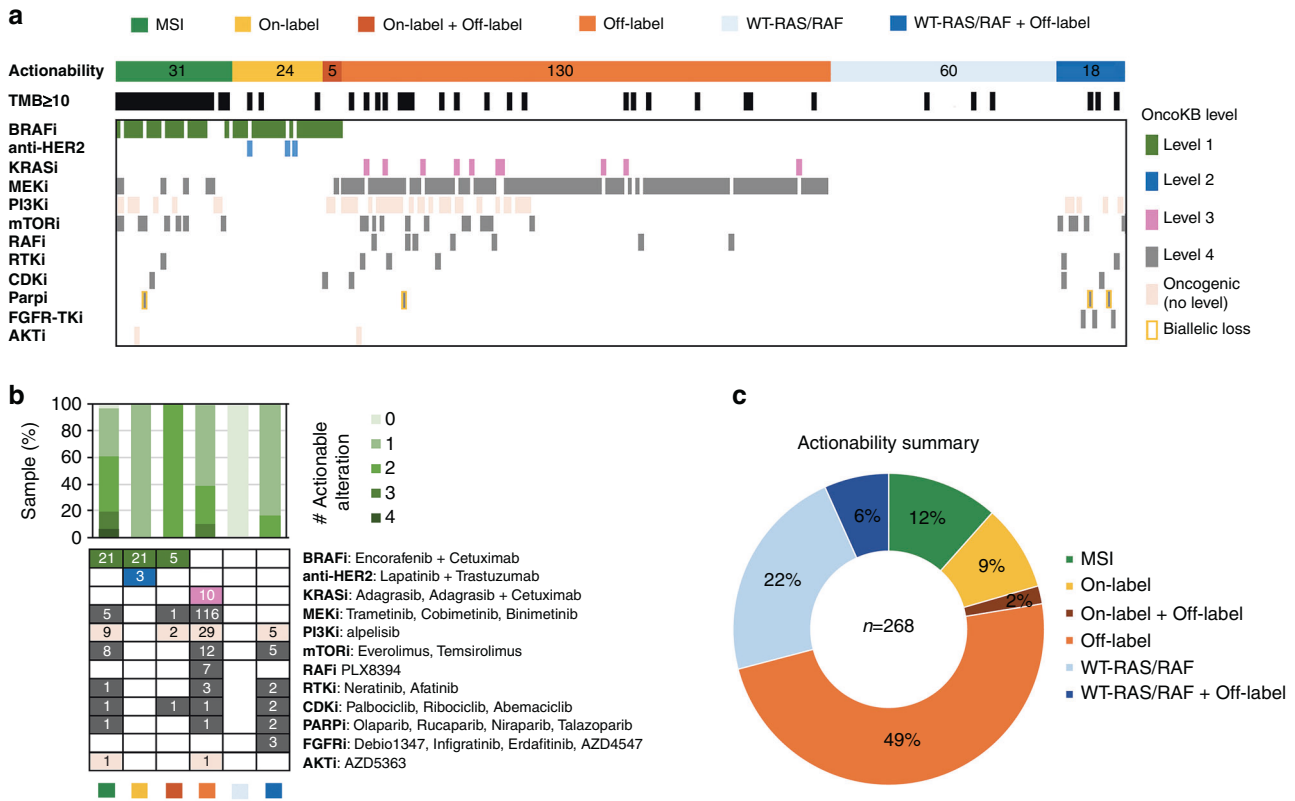 a
MSI On-label On-label + Off-label Off-label WT-RAS/RAF WT-RAS/RAF + Off-label
Actionability 31 24 5 130 60 18
TMB≥10
BRAFi
anti-HER2
KRASi
MEKi
PI3Ki
mTORi
RAFi
RTKi
CDKi
Parpi
FGFR-TKi
AKTi
OncoKB level
Level 1
Level 2
Level 3
Level 4
Oncogenic
(no level)
Biallelic loss
b
Sample (%)
100
80
60
40
20
0
# Actionable
alteration
0
1
2
3
4
21 21 5 BRAFi: Encorafenib + Cetuximab
3 anti-HER2: Lapatinib + Trastuzumab
10 KRASi: Adagrasib, Adagrasib + Cetuximab
5 1 116 MEKi: Trametinib, Cobimetinib, Binimetinib
9 2 29 5 PI3Ki: alpelisib
8 12 5 mTORi: Everolimus, Temsirolimus
7 RAFi PLX8394
1 3 2 RTKi: Neratinib, Afatinib
1 1 1 2 CDKi: Palbociclib, Ribociclib, Abemaciclib
1 1 2 PARPi: Olaparib, Rucaparib, Niraparib, Talazoparib
3 FGFRi: Debio1347, Infigratinib, Erdafitinib, AZD4547
1 1 AKTi: AZD5363
c
Actionability summary
12%
9%
2%
49%
22%
6%
n=268
MSI
On-label
On-label + Off-label
Off-label
WT-RAS/RAF
WT-RAS/RAF + Off-label